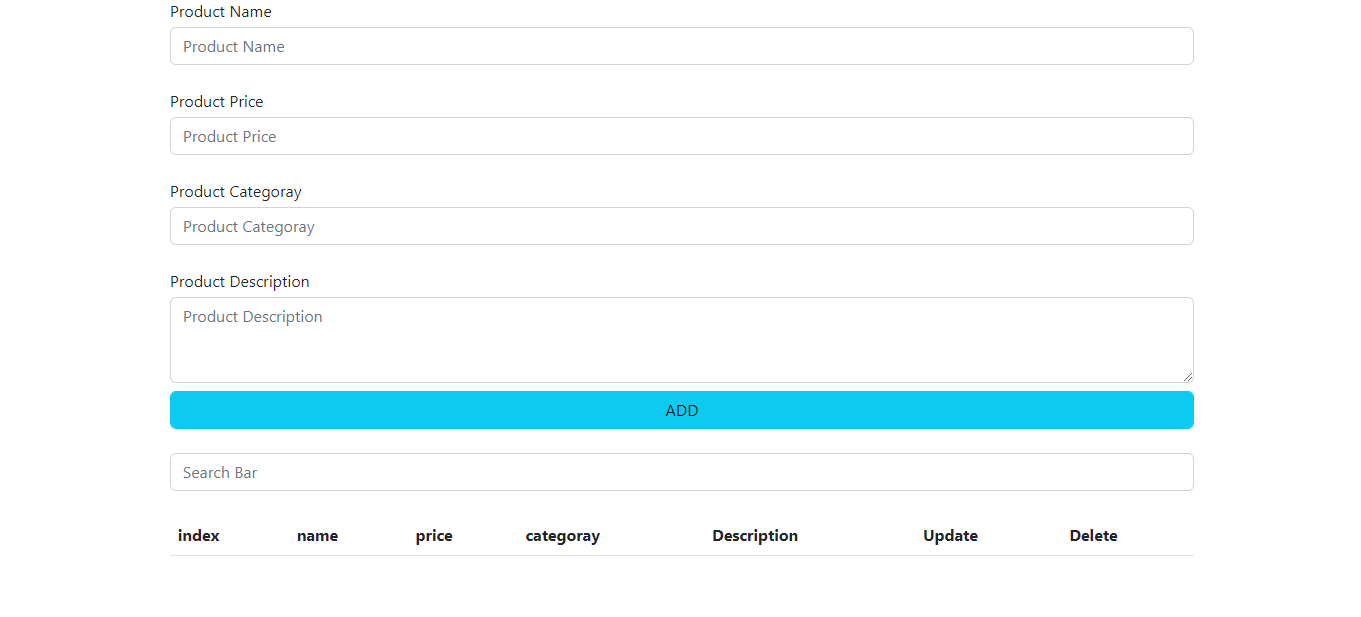 Product Name
Product Name
Product Price
Product Price
Product Categoray
Product Categoray
Product Description
Product Description
ADD
Search Bar
index name price categoray Description Update Delete